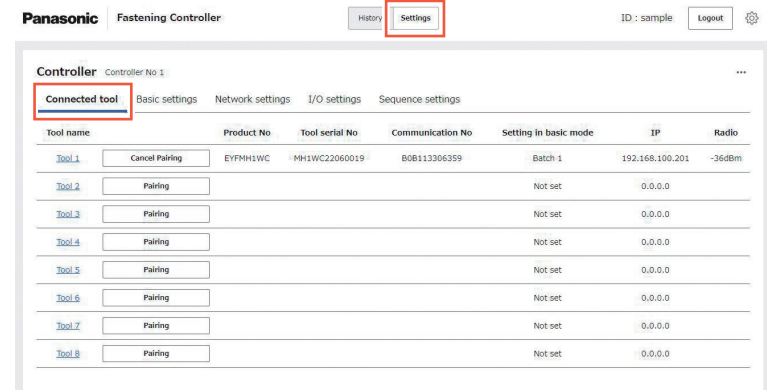 Panasonic Fastening Controller History Settings ID : sample Logout
Controller Controller No 1 ...
Connected tool Basic settings Network settings I/O settings Sequence settings
Tool name Product No Tool serial No Communication No Setting in basic mode IP Radio
Tool 1 Cancel Pairing EYFMH1WC MH1WC22060019 B0B113306359 Batch 1 192.168.100.201 -36dBm
Tool 2 Pairing Not set 0.0.0.0
Tool 3 Pairing Not set 0.0.0.0
Tool 4 Pairing Not set 0.0.0.0
Tool 5 Pairing Not set 0.0.0.0
Tool 6 Pairing Not set 0.0.0.0
Tool 7 Pairing Not set 0.0.0.0
Tool 8 Pairing Not set 0.0.0.0